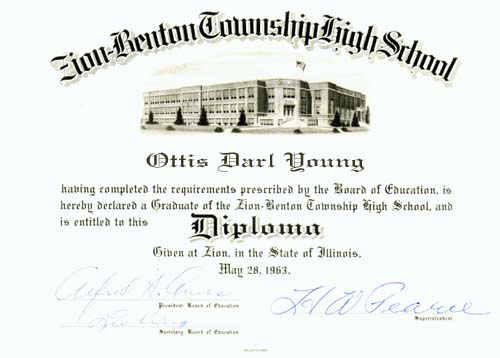 Zion-Benton Township High School
Ottis Darl Young
having completed the requirements prescribed by the Board of Education, is
hereby declared a Graduate of the Zion-Benton Township High School, and
is entitled to this Diploma
Given at Zion, in the State of Illinois,
May 28, 1963.
Alfred H.
President, Board of Education
Secretary, Board of Education
H W Pearce
Superintendent